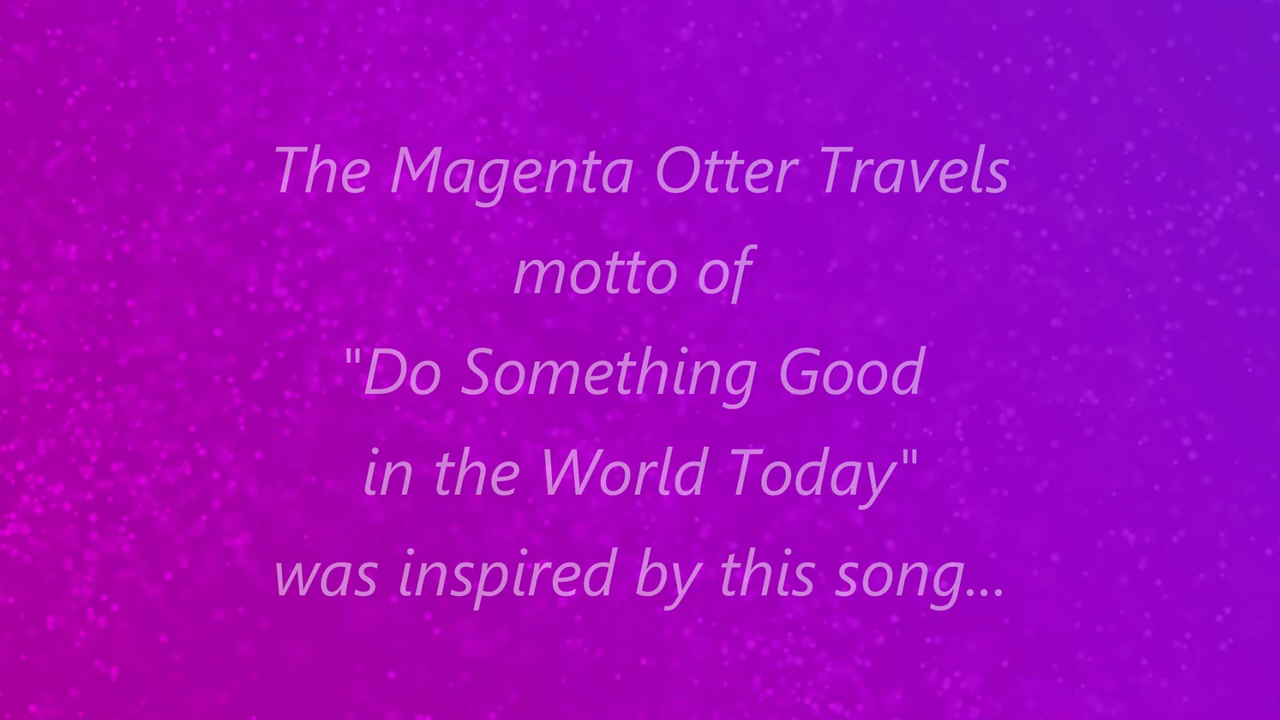 The Magenta Otter Travels
motto of
"Do Something Good
in the World Today"
was inspired by this song...